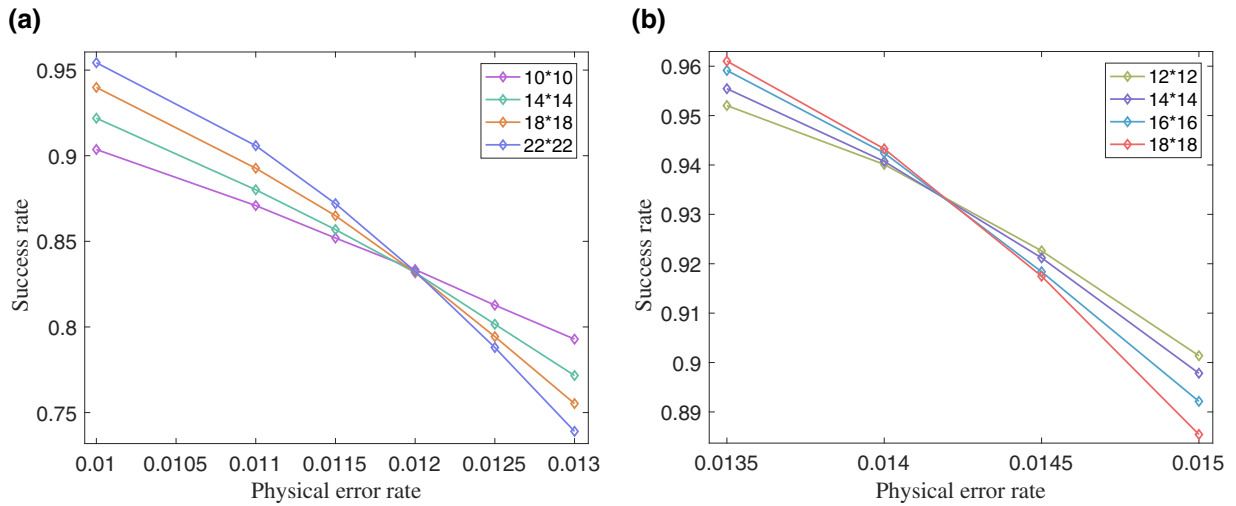 (a)
0.95
0.9
0.85
0.8
0.75
Success rate
10*10
14*14
18*18
22*22
0.01 0.0105 0.011 0.0115 0.012 0.0125 0.013
Physical error rate
(b)
0.96
0.95
0.94
0.93
0.92
0.91
0.9
0.89
Success rate
12*12
14*14
16*16
18*18
0.0135 0.014 0.0145 0.015
Physical error rate